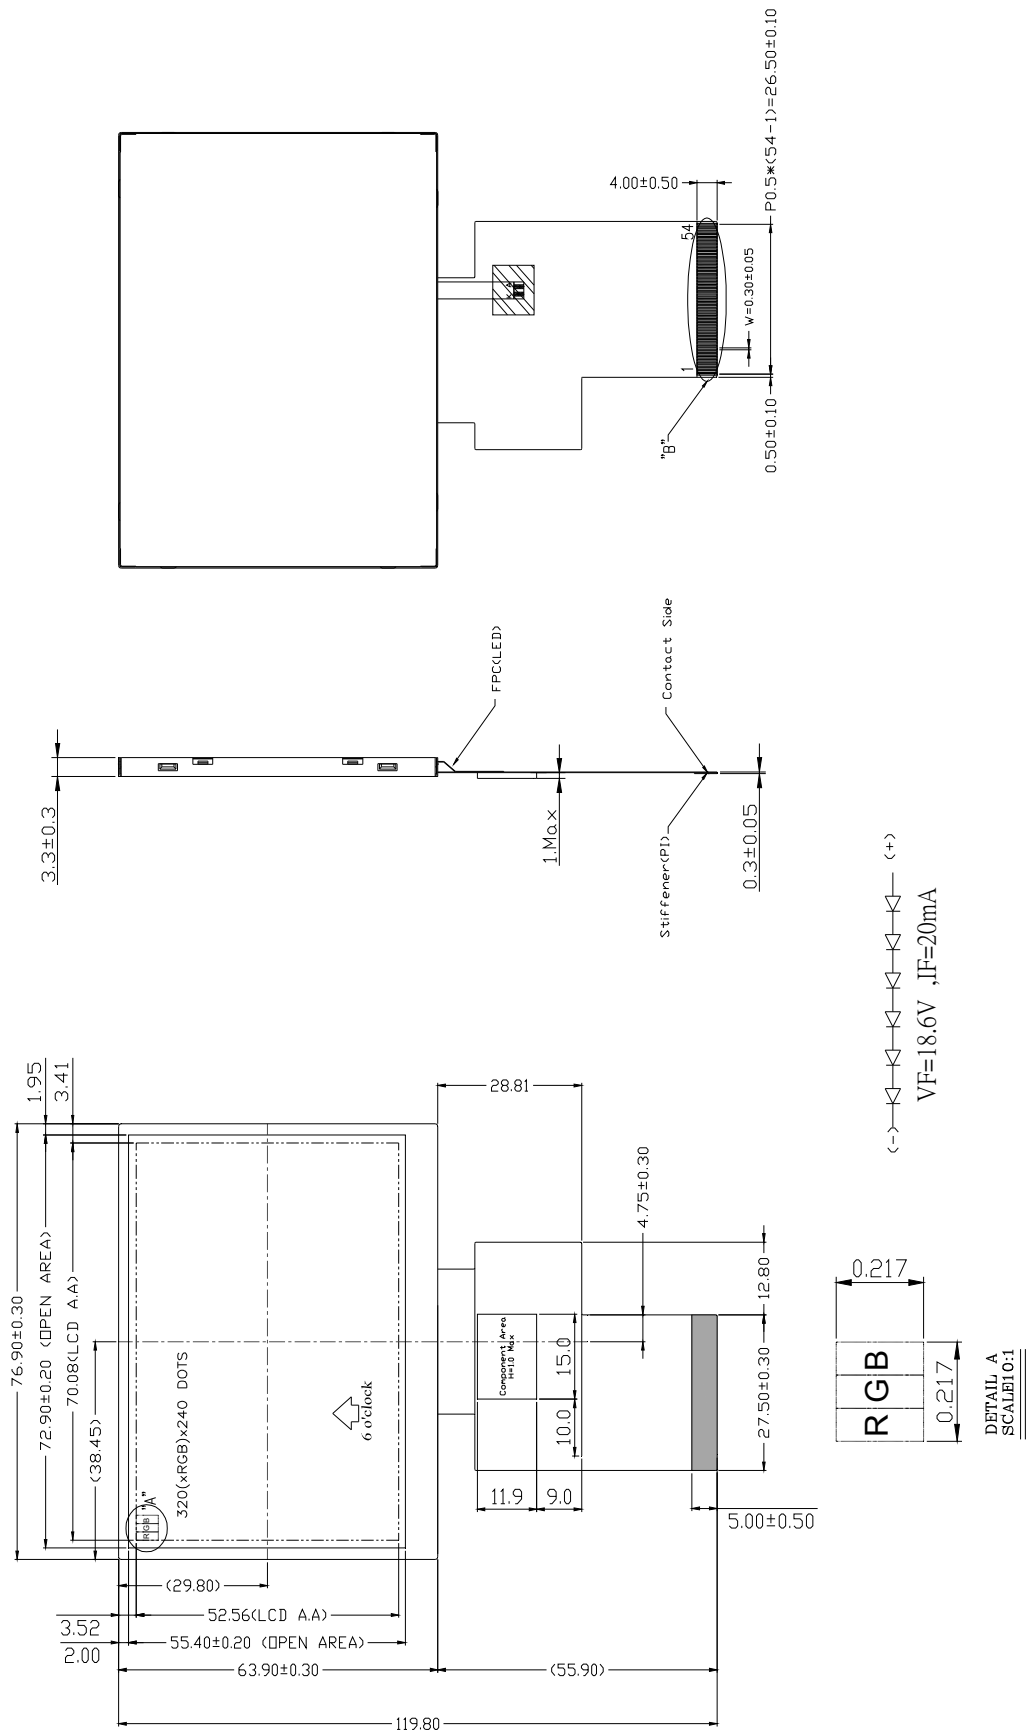 P0.5*(54-1)=26.50±0.10
4.00±0.50
54
K A
W=0.30±0.05
1
"B"
0.50±0.10
FPC(LED)
Contact Side
3.3±0.3
1.Max
Stiffener(PI)
0.3±0.05
(+)
(-)
VF=18.6V ,IF=20mA
1.95
3.41
28.81
4.75±0.30
76.90±0.30
72.90±0.20 (OPEN AREA)
70.08(LCD A.A)
(38.45)
320(xRGB)x240 DOTS
6 o'clock
"A"
RGB
Component Area
H=1.0 Max
15.0
10.0
12.80
27.50±0.30
11.9
9.0
5.00±0.50
(29.80)
52.56(LCD A.A)
3.52
2.00
55.40±0.20 (OPEN AREA)
63.90±0.30
(55.90)
119.80
0.217
R G B
0.217
DETAIL A
SCALE10:1